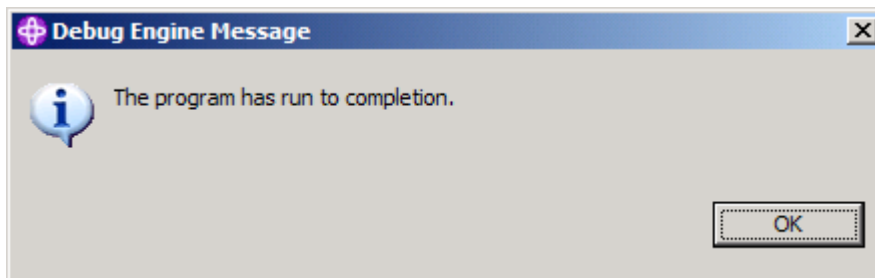 Debug Engine Message
The program has run to completion.
OK